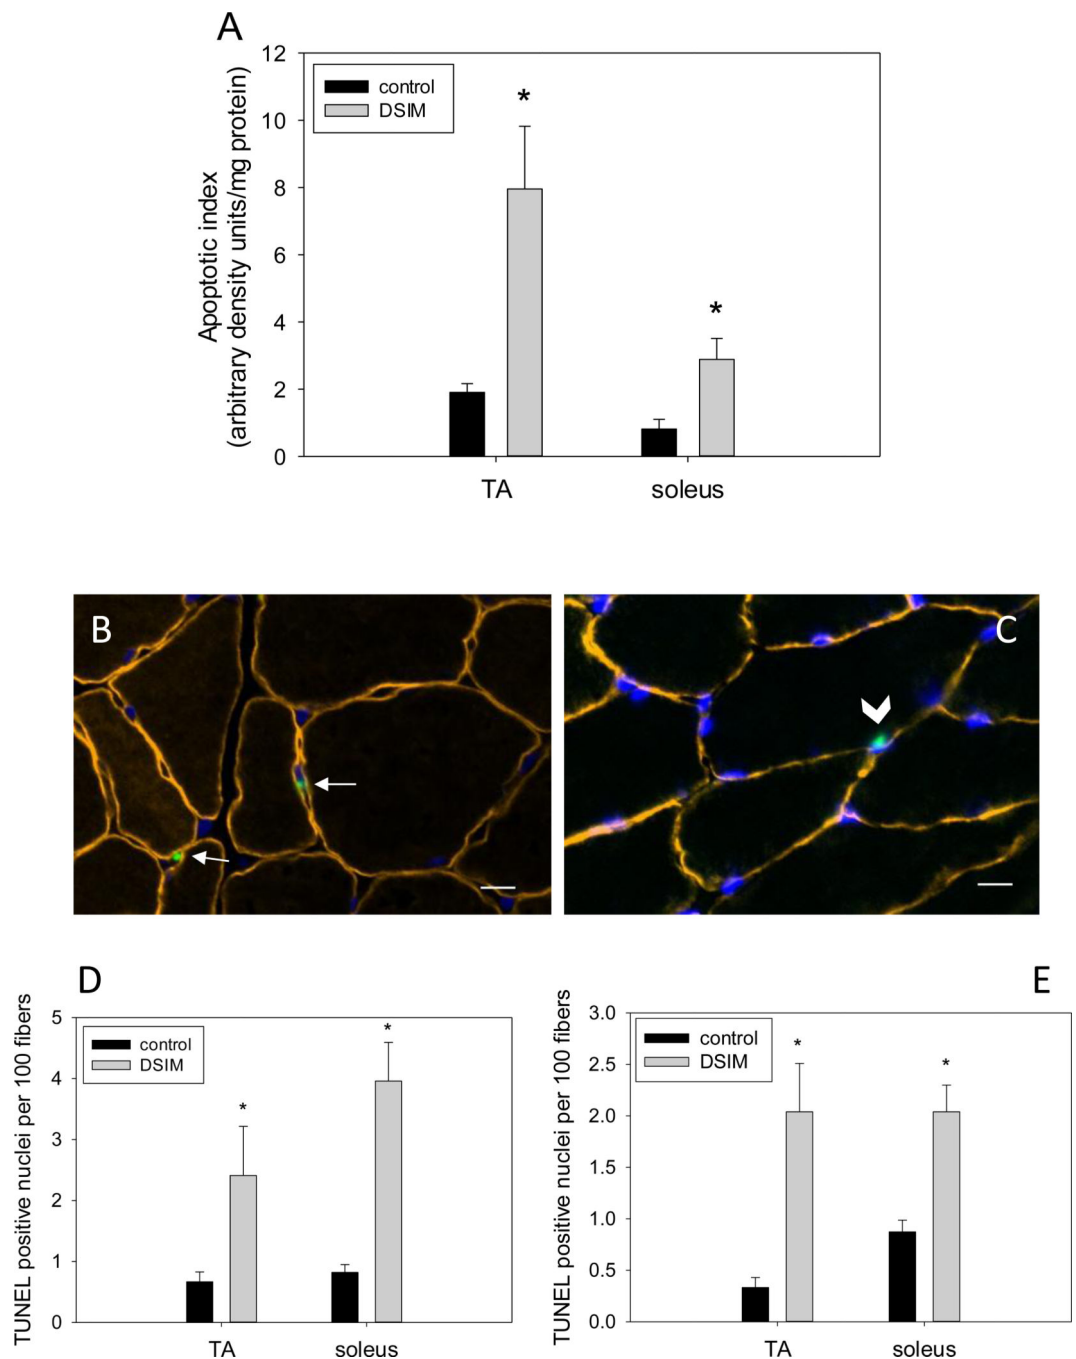 A
12
10
8
6
4
2
0
Apoptotic index
(arbitrary density units/mg protein)
control
DSIM
*
*
TA
soleus
B
C
D
5
4
3
2
1
0
TUNEL positive nuclei per 100 fibers
control
DSIM
*
*
TA
soleus
E
3.0
2.5
2.0
1.5
1.0
0.5
0.0
TUNEL positive nuclei per 100 fibers
control
DSIM
*
*
TA
soleus